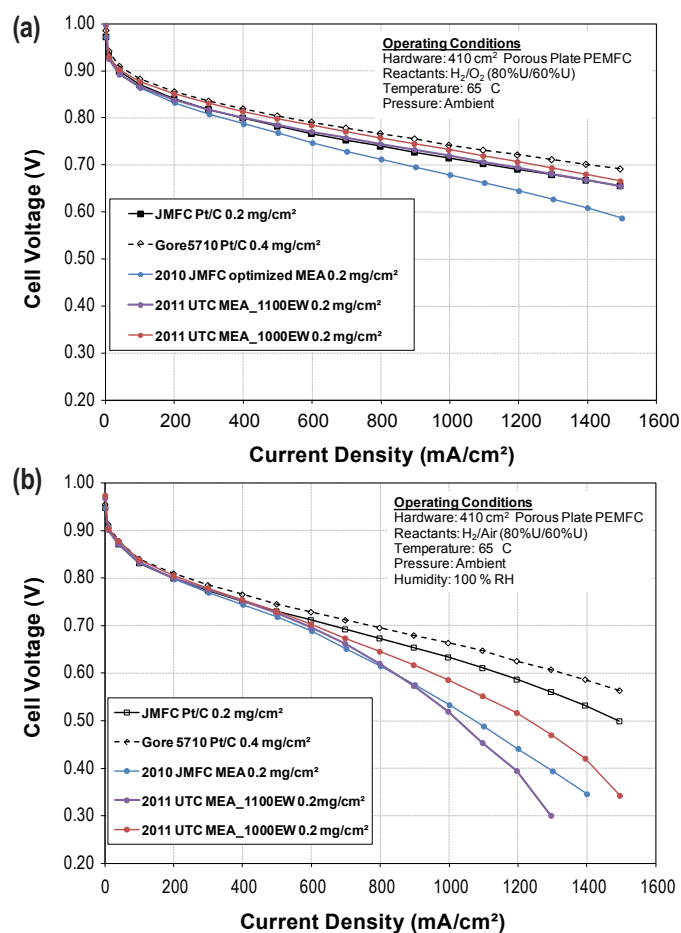 (a)
Cell Voltage (V)
1.00
0.90
0.80
0.70
0.60
0.50
0.40
0.30
0.20
Operating Conditions
Hardware: 410 cm² Porous Plate PEMFC
Reactants: H₂/O₂ (80%U/60%U)
Temperature: 65 C
Pressure: Ambient
JMFC Pt/C 0.2 mg/cm²
Gore5710 Pt/C 0.4 mg/cm²
2010 JMFC optimized MEA 0.2 mg/cm²
2011 UTC MEA_1100EW 0.2 mg/cm²
2011 UTC MEA_1000EW 0.2 mg/cm²
0 200 400 600 800 1000 1200 1400 1600
Current Density (mA/cm²)
(b)
Cell Voltage (V)
1.00
0.90
0.80
0.70
0.60
0.50
0.40
0.30
0.20
Operating Conditions
Hardware: 410 cm² Porous Plate PEMFC
Reactants: H₂/Air (80%U/60%U)
Temperature: 65 C
Pressure: Ambient
Humidity: 100 % RH
JMFC Pt/C 0.2 mg/cm²
Gore 5710 Pt/C 0.4 mg/cm²
2010 JMFC MEA 0.2 mg/cm²
2011 UTC MEA_1100EW 0.2mg/cm²
2011 UTC MEA_1000EW 0.2 mg/cm²
0 200 400 600 800 1000 1200 1400 1600
Current Density (mA/cm²)